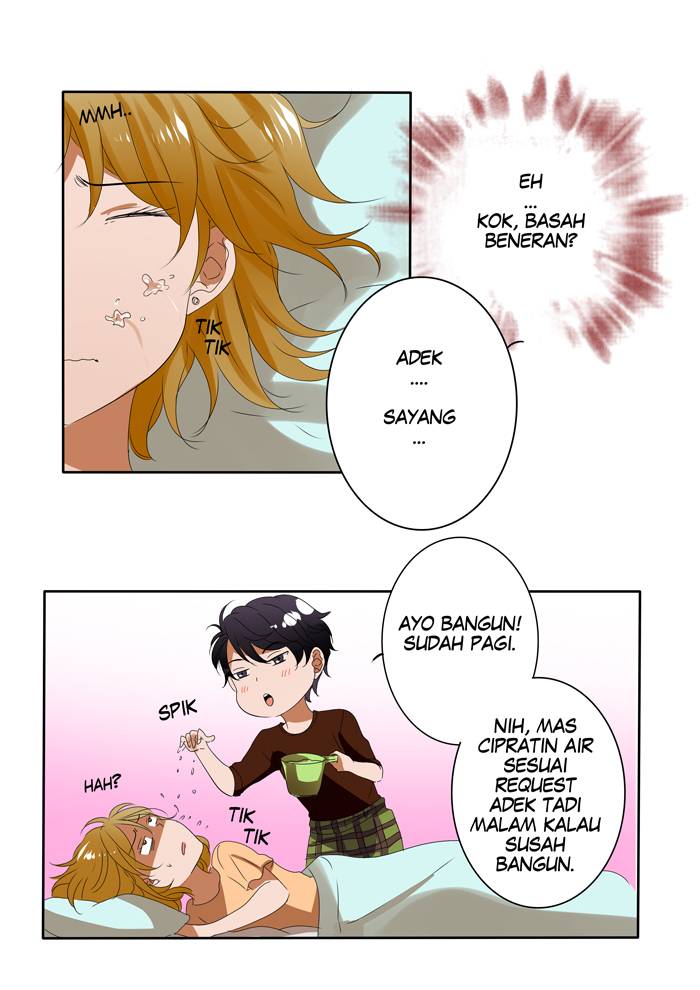 MMH..
EH
...
KOK, BASAH
BENERAN?
TIK
TIK
ADEK
....
SAYANG
...
AYO BANGUN!
SUDAH PAGI.
SPIK
HAH?
TIK
TIK
NIH, MAS
CIPRATIN AIR
SESUAI
REQUEST
ADEK TADI
MALAM KALAU
SUSAH
BANGUN.